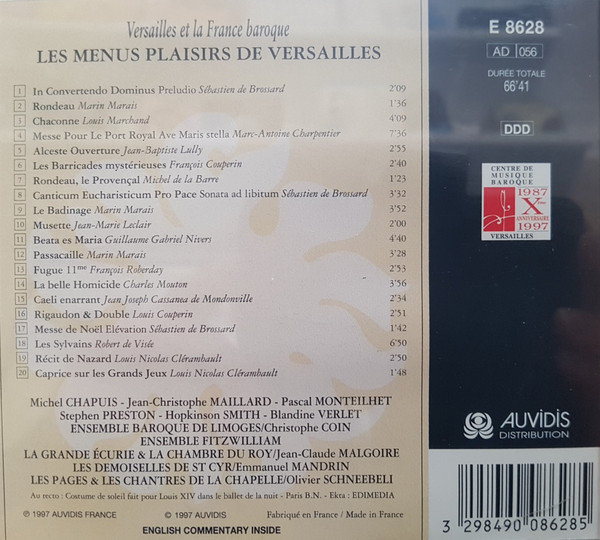 Versailles et la France baroque
LES MENUS PLAISIRS DE VERSAILLES
1 In Convertendo Dominus Preludio Sébastien de Brossard 2'09
2 Rondeau Marin Marais 1'36
3 Chaconne Louis Marchand 4'09
4 Messe Pour Le Port Royal Ave Maris stella Marc-Antoine Charpentier 7'36
5 Alceste Ouverture Jean-Baptiste Lully 2'55
6 Les Barricades mystérieuses François Couperin 2'40
7 Rondeau, le Provençal Michel de la Barre 1'23
8 Canticum Eucharisticum Pro Pace Sonata ad libitum Sébastien de Brossard 3'32
9 Le Badinage Marin Marais 3'52
10 Musette Jean-Marie Leclair 2'00
11 Beata es Maria Guillaume Gabriel Nivers 4'40
12 Passacaille Marin Marais 3'28
13 Fugue 11me François Roberday 2'53
14 La belle Homicide Charles Mouton 3'56
15 Caeli enarrant Jean Joseph Cassanea de Mondonville 2'34
16 Rigaudon & Double Louis Couperin 2'51
17 Messe de Noël Elévation Sébastien de Brossard 1'42
18 Les Sylvains Robert de Visée 6'50
19 Récit de Nazard Louis Nicolas Clérambault 2'50
20 Caprice sur les Grands Jeux Louis Nicolas Clérambault 1'48
Michel CHAPUIS - Jean-Christophe MAILLARD - Pascal MONTEILHET
Stephen PRESTON - Hopkinson SMITH - Blandine VERLET
ENSEMBLE BAROQUE DE LIMOGES/Christophe COIN
ENSEMBLE FITZWILLIAM
LA GRANDE ÉCURIE & LA CHAMBRE DU ROY/Jean-Claude MALGOIRE
LES DEMOISELLES DE ST CYR/Emmanuel MANDRIN
LES PAGES & LES CHANTRES DE LA CHAPELLE/Olivier SCHNEEBELI
Au recto : Costume de soleil fait pour Louis XIV dans le ballet de la nuit - Paris B.N. - Ekta : EDIMEDIA
℗ 1997 AUVIDIS FRANCE © 1997 AUVIDIS Fabriqué en France / Made in France
ENGLISH COMMENTARY INSIDE
E 8628
AD 056
DURÉE TOTALE
66'41
DDD
CENTRE DE
MUSIQUE
BAROQUE
1987
Xème
ANNIVERSAIRE
1997
VERSAILLES
AUVIDIS
DISTRIBUTION
3 298490 086285